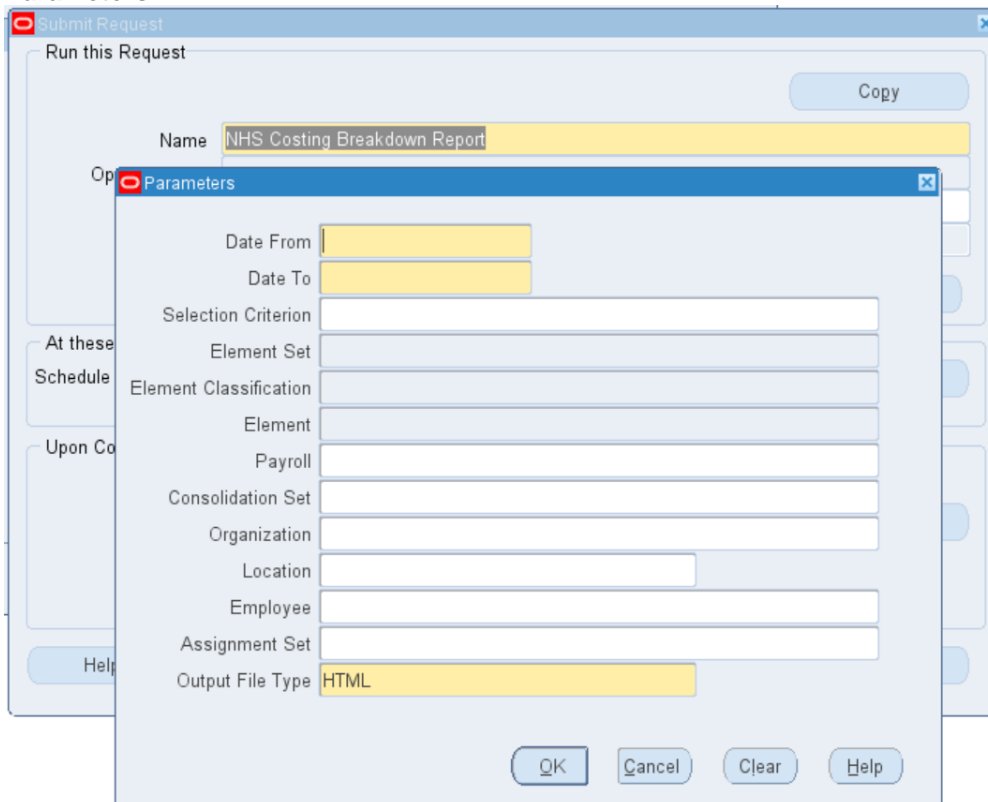 Submit Request
Run this Request
Copy
Name NHS Costing Breakdown Report
Op
Parameters
Date From
Date To
Selection Criterion
At these
Element Set
Schedule
Element Classification
Element
Upon Co
Payroll
Consolidation Set
Organization
Location
Employee
Assignment Set
Help
Output File Type HTML
OK Cancel Clear Help